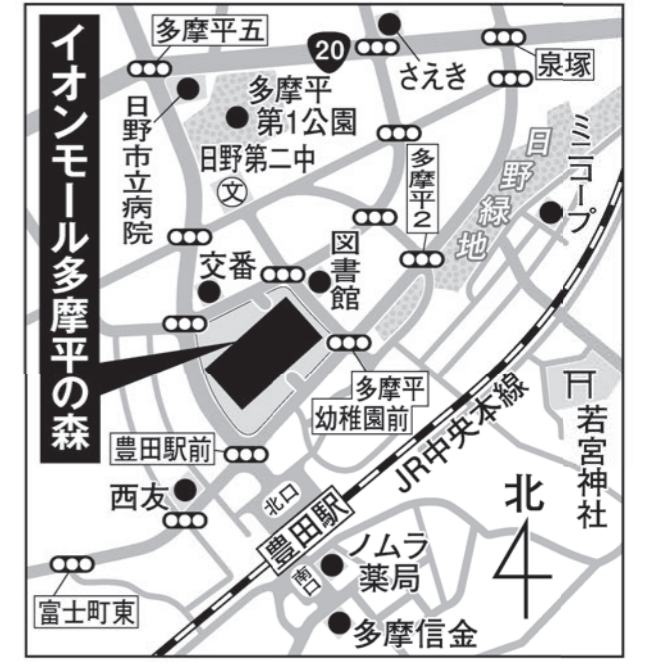 イオンモール多摩平の森
多摩平五
20
さえき
泉塚
日野市立病院
多摩平
第1公園
日野第二中
文
多摩平2
日野緑地
ミニコープ
交番
図書館
多摩平
幼稚園前
豊田駅前
西友
北口
豊田駅
南口
JR中央本線
若宮神社
北
ノムラ
薬局
富士町東
多摩信金